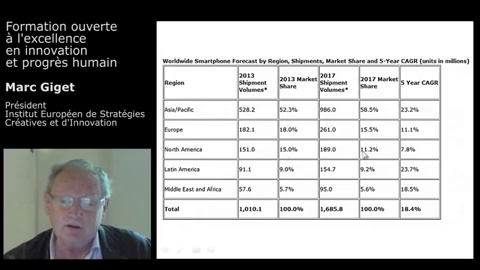 Formation ouverte
à l'excellence
en innovation
et progrès humain
Marc Giget
Président
Institut Européen de Stratégies
Créatives et d'Innovation
Worldwide Smartphone Forecast by Region, Shipments, Market Share and 5-Year CAGR (units in millions)
Region 2013 Shipment Volumes* 2013 Market Share 2017 Shipment Volumes* 2017 Market Share 5 Year CAGR
Asia/Pacific 528.2 52.3% 986.0 58.5% 23.2%
Europe 182.1 18.0% 261.0 15.5% 11.1%
North America 151.0 15.0% 189.0 11.2% 7.8%
Latin America 91.1 9.0% 154.7 9.2% 23.7%
Middle East and Africa 57.6 5.7% 95.0 5.6% 18.5%
Total 1,010.1 100.0% 1,685.8 100.0% 18.4%